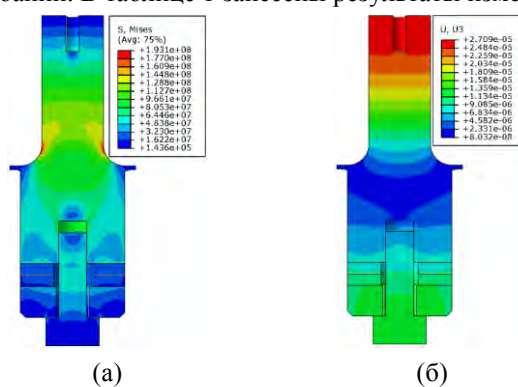 В таблице 1 занесены результаты
S, Mises
(Avg: 75%)
+1.931e+08
+1.770e+08
+1.609e+08
+1.448e+08
+1.288e+08
+1.127e+08
+9.661e+07
+8.053e+07
+6.446e+07
+4.838e+07
+3.230e+07
+1.622e+07
+1.436e+05
U, U3
+2.709e-05
+2.484e-05
+2.259e-05
+2.034e-05
+1.809e-05
+1.584e-05
+1.359e-05
+1.134e-05
+9.085e-06
+6.834e-06
+4.582e-06
+2.331e-06
+8.032e-08
(а)
(б)